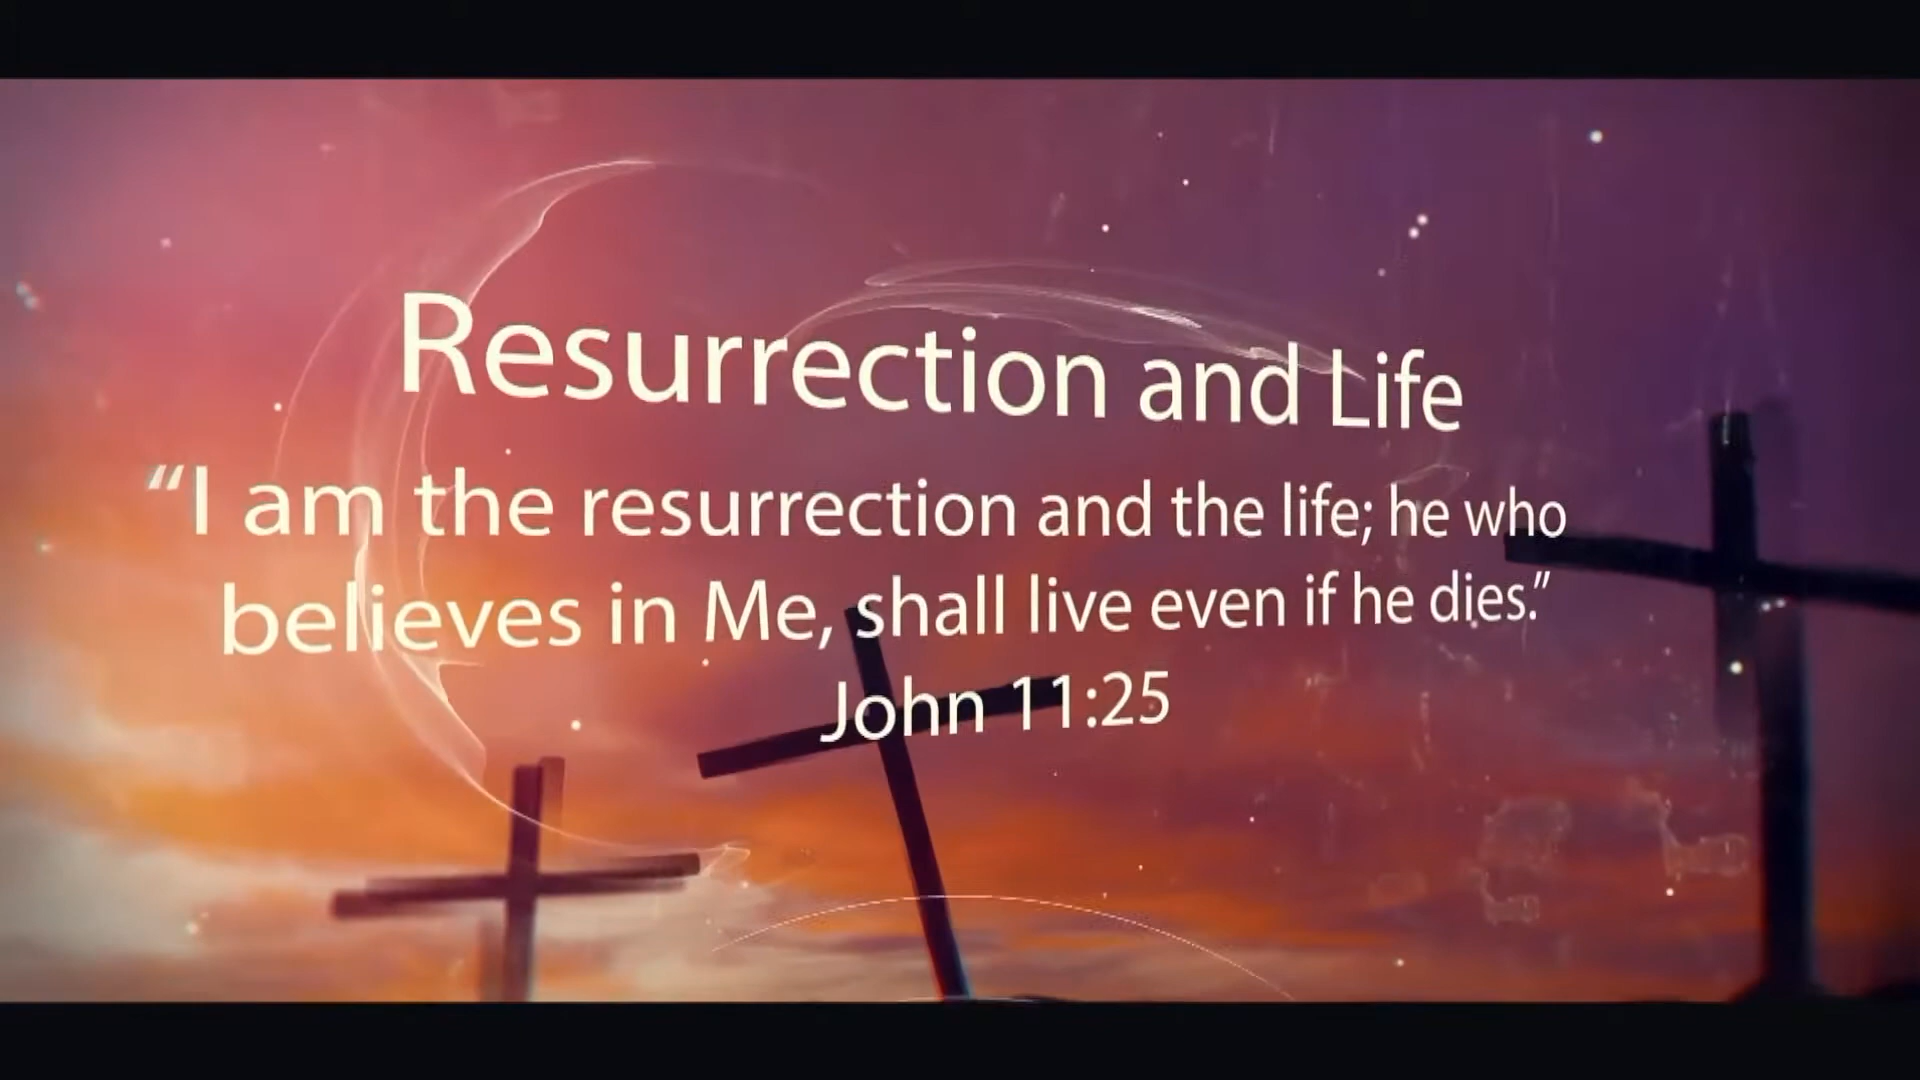 Resurrection and Life
“I am the resurrection and the life; he who
believes in Me, shall live even if he dies.”
John 11:25